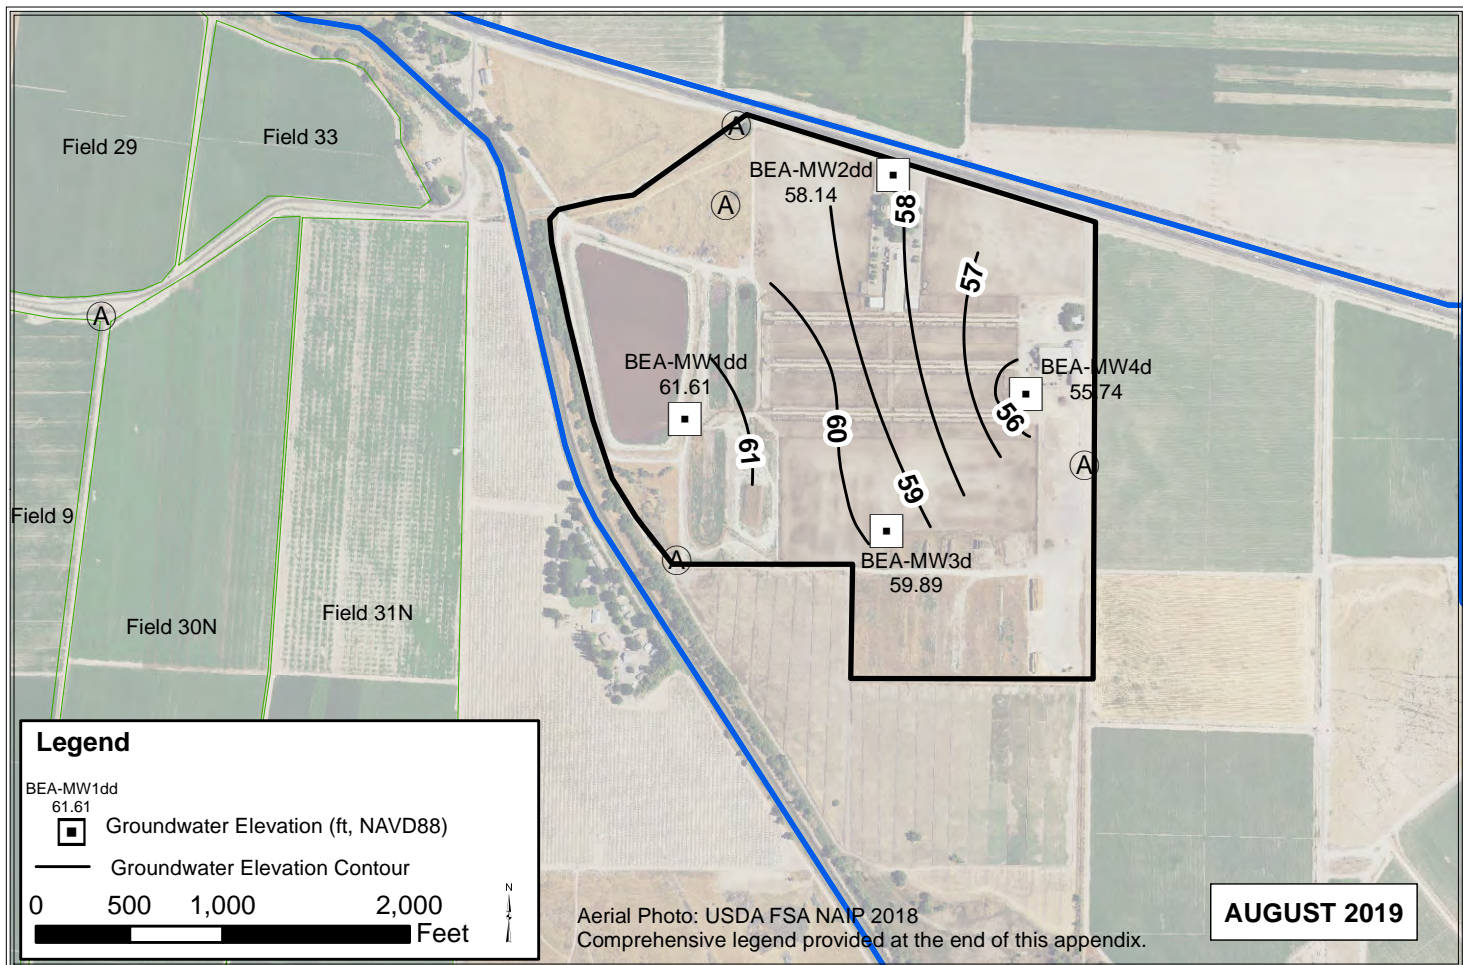 Field 29
Field 33
A
BEA-MW2dd
58.14
A
58
57
A
BEA-MW1dd
61.61
BEA-MW4d
55.74
56
60
61
59
A
Field 9
A
BEA-MW3d
59.89
Field 30N
Field 31N
Legend
BEA-MW1dd
61.61
Groundwater Elevation (ft, NAVD88)
Groundwater Elevation Contour
0 500 1,000 2,000
Feet
N
Aerial Photo: USDA FSA NAIP 2018
Comprehensive legend provided at the end of this appendix.
AUGUST 2019